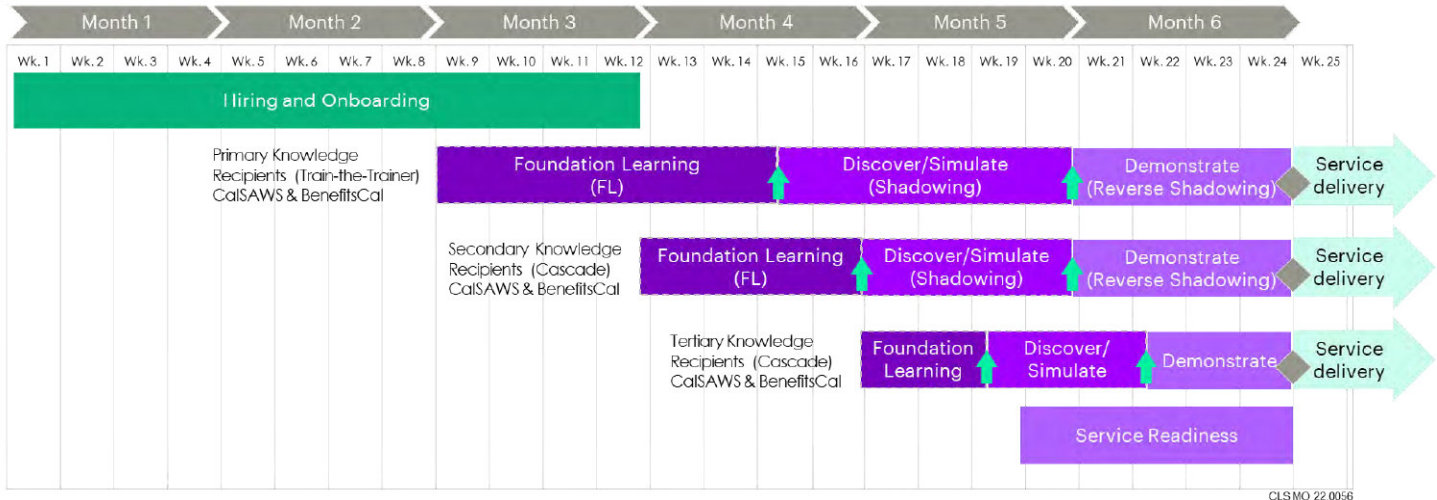 Month 1
Month 2
Month 3
Month 4
Month 5
Month 6
Wk. 1
Wk. 2
Wk. 3
Wk. 4
Wk. 5
Wk. 6
Wk. 7
Wk. 8
Wk. 9
Wk. 10
Wk. 11
Wk. 12
Wk. 13
Wk. 14
Wk. 15
Wk. 16
Wk. 17
Wk. 18
Wk. 19
Wk. 20
Wk. 21
Wk. 22
Wk. 23
Wk. 24
Wk. 25
Hiring and Onboarding
Primary Knowledge
Recipients (Train-the-Trainer)
CalSAWS & BenefitsCal
Foundation Learning
(FL)
Discover/Simulate
(Shadowing)
Demonstrate
(Reverse Shadowing)
Service
delivery
Secondary Knowledge
Recipients (Cascade)
CalSAWS & BenefitsCal
Foundation Learning
(FL)
Discover/Simulate
(Shadowing)
Demonstrate
(Reverse Shadowing)
Service
delivery
Tertiary Knowledge
Recipients (Cascade)
CalSAWS & BenefitsCal
Foundation
Learning
Discover/
Simulate
Demonstrate
Service
delivery
Service Readiness
CLS MO 22 0056